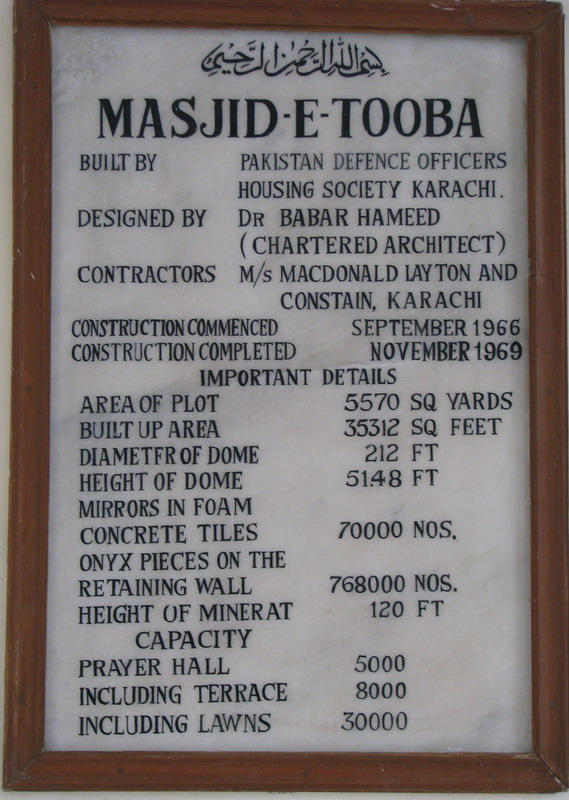 بسم الله الرحمن الرحيم
MASJID-E-TOOBA
BUILT BY PAKISTAN DEFENCE OFFICERS
HOUSING SOCIETY KARACHI.
DESIGNED BY DR BABAR HAMEED
(CHARTERED ARCHITECT)
CONTRACTORS M/s MACDONALD LAYTON AND
CONSTAIN, KARACHI
CONSTRUCTION COMMENCED SEPTEMBER 1966
CONSTRUCTION COMPLETED NOVEMBER 1969
IMPORTANT DETAILS
AREA OF PLOT 5570 SQ YARDS
BUILT UP AREA 35312 SQ FEET
DIAMETFR OF DOME 212 FT
HEIGHT OF DOME 51.48 FT
MIRRORS IN FOAM
CONCRETE TILES 70000 NOS.
ONYX PIECES ON THE
RETAINING WALL 768000 NOS.
HEIGHT OF MINERAT 120 FT
CAPACITY
PRAYER HALL 5000
INCLUDING TERRACE 8000
INCLUDING LAWNS 30000